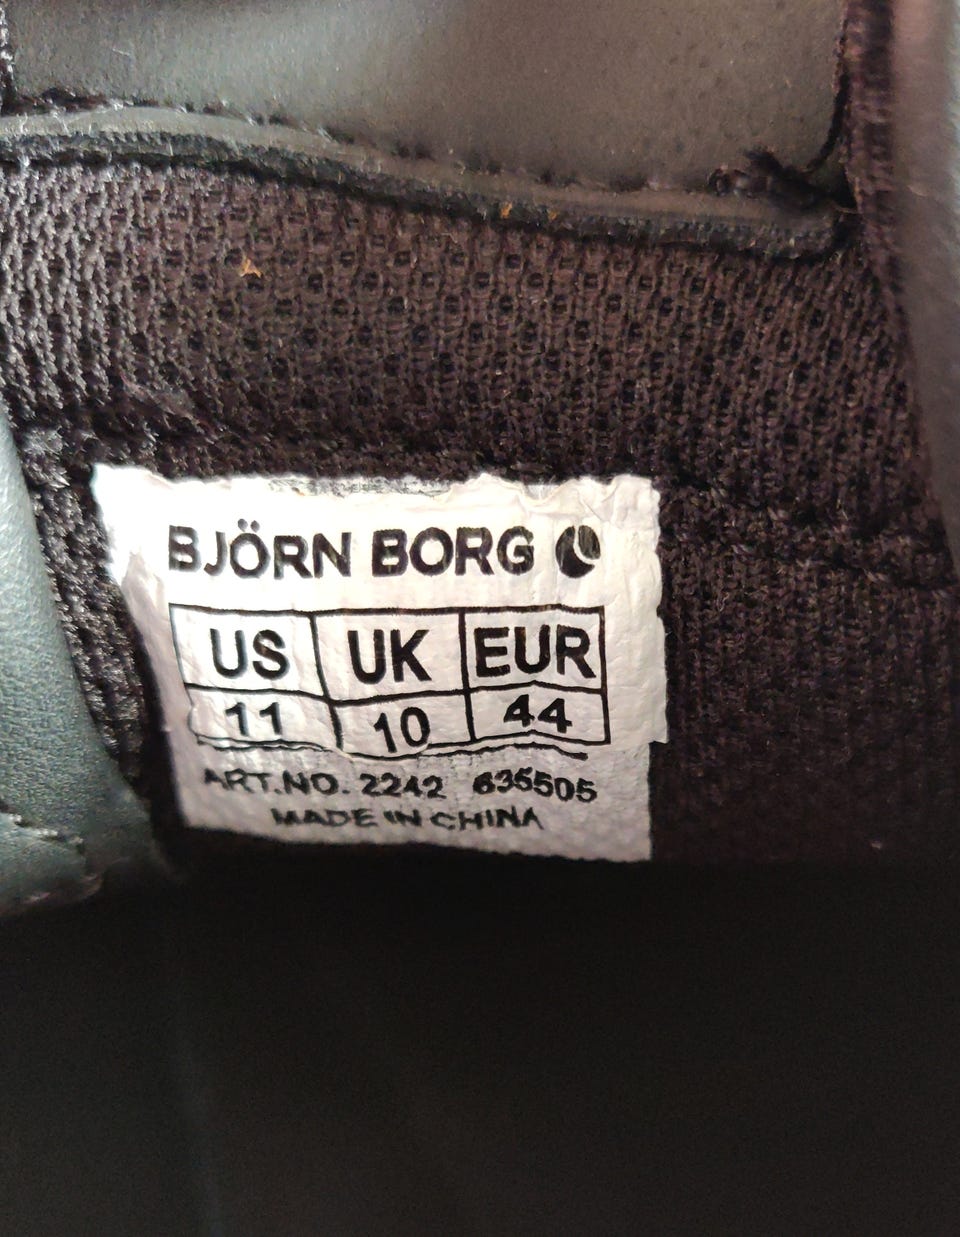 BJÖRN BORG
US UK EUR
11 10 44
ART.NO. 2242 635505
MADE IN CHINA